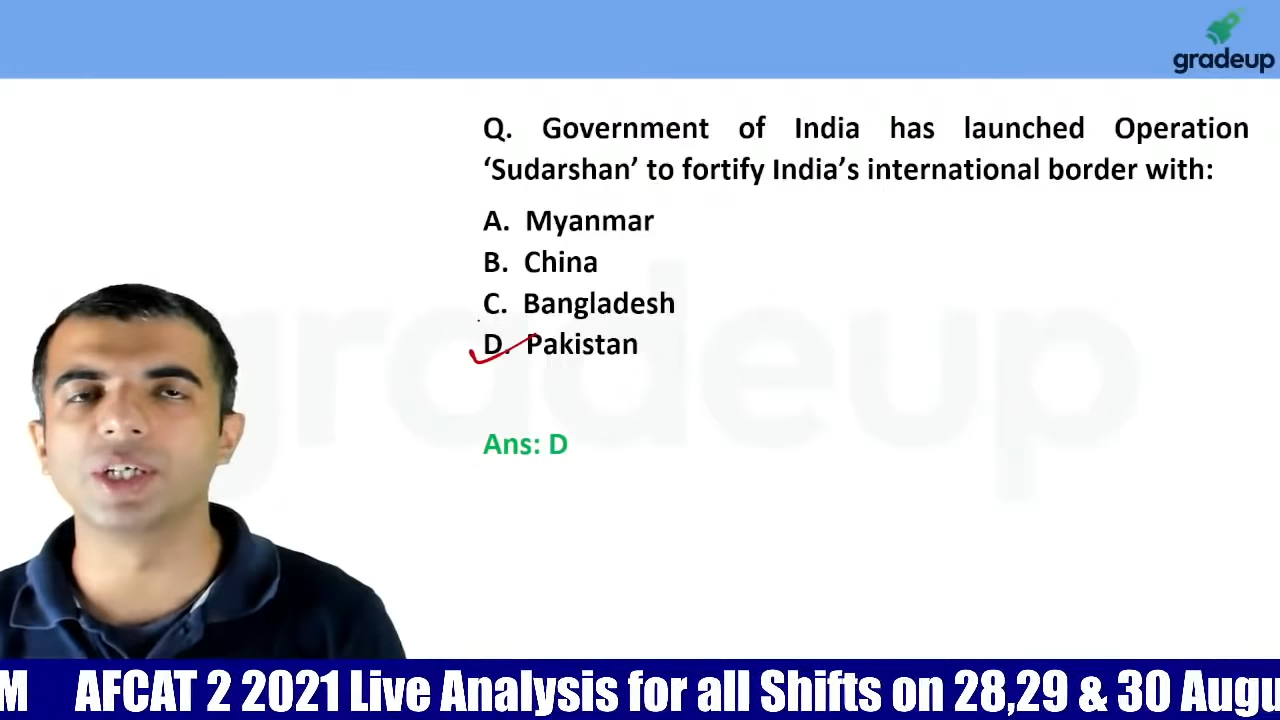 gradeup
Q. Government of India has launched Operation
‘Sudarshan’ to fortify India’s international border with:
A. Myanmar
B. China
C. Bangladesh
D. Pakistan
Ans: D
gradeup
M AFCAT 2 2021 Live Analysis for all Shifts on 28,29 & 30 Augu